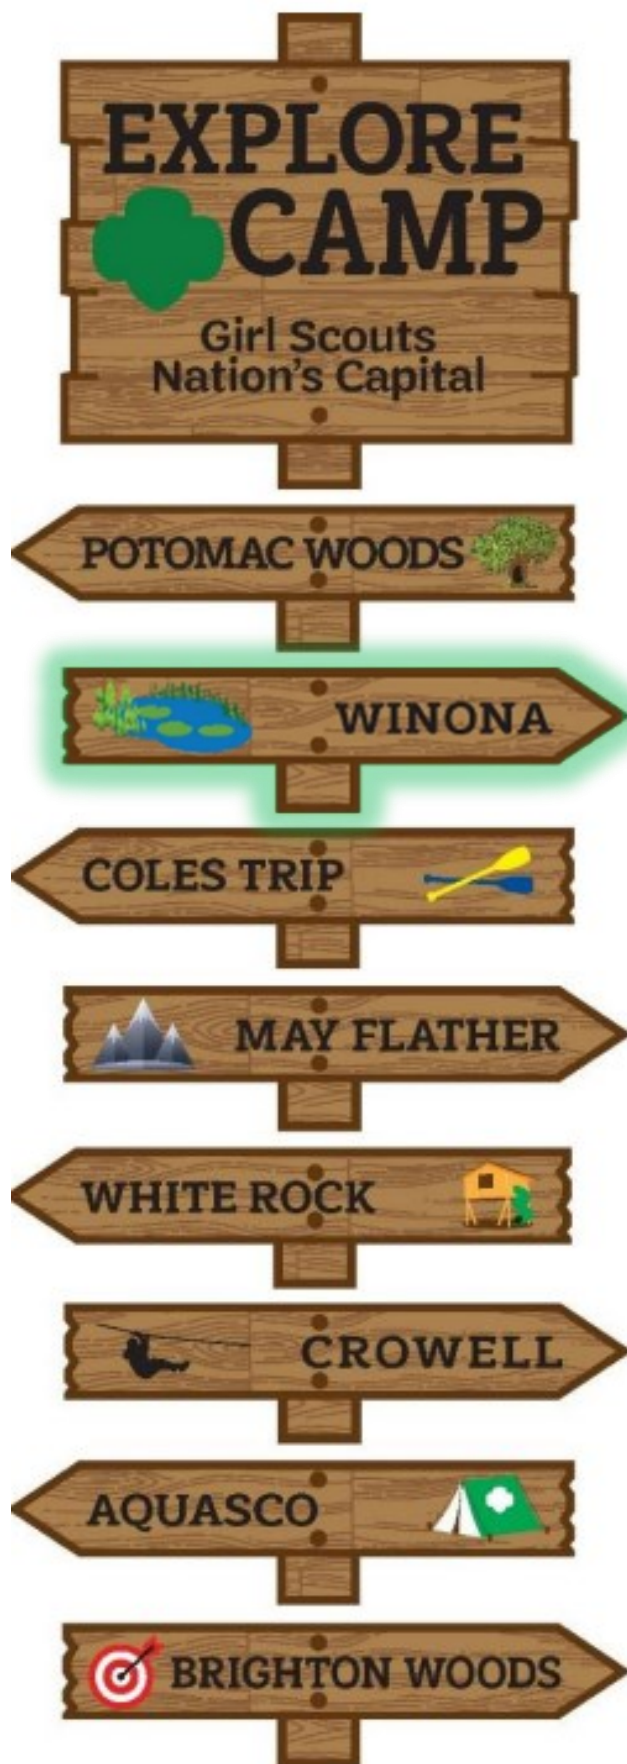 EXPLORE
CAMP
Girl Scouts
Nation's Capital
POTOMAC WOODS
WINONA
COLES TRIP
MAY FLATHER
WHITE ROCK
CROWELL
AQUASCO
BRIGHTON WOODS